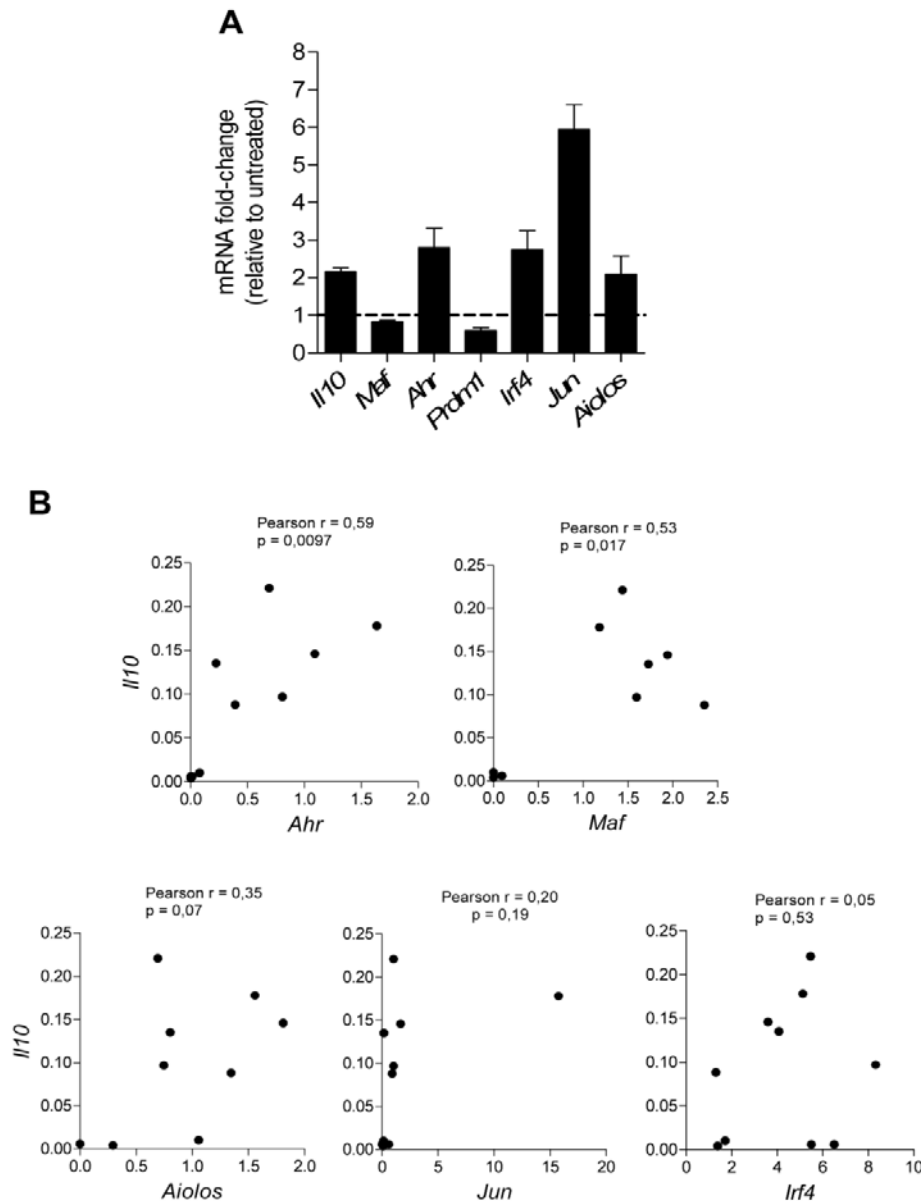 A
mRNA fold-change
(relative to untreated)
8
7
6
5
4
3
2
1
0
Il10
Maf
Ahr
Prdm1
Irf4
Jun
Aiolos
B
Pearson r = 0,59
p = 0,0097
Il10
0.25
0.20
0.15
0.10
0.05
0.00
0.0 0.5 1.0 1.5 2.0
Ahr
Pearson r = 0,53
p = 0,017
0.25
0.20
0.15
0.10
0.05
0.00
0.0 0.5 1.0 1.5 2.0 2.5
Maf
Pearson r = 0,35
p = 0,07
Il10
0.25
0.20
0.15
0.10
0.05
0.00
0.0 0.5 1.0 1.5 2.0
Aiolos
Pearson r = 0,20
p = 0,19
0.25
0.20
0.15
0.10
0.05
0.00
0 5 10 15 20
Jun
Pearson r = 0,05
p = 0,53
0.25
0.20
0.15
0.10
0.05
0.00
0 2 4 6 8 10
Irf4